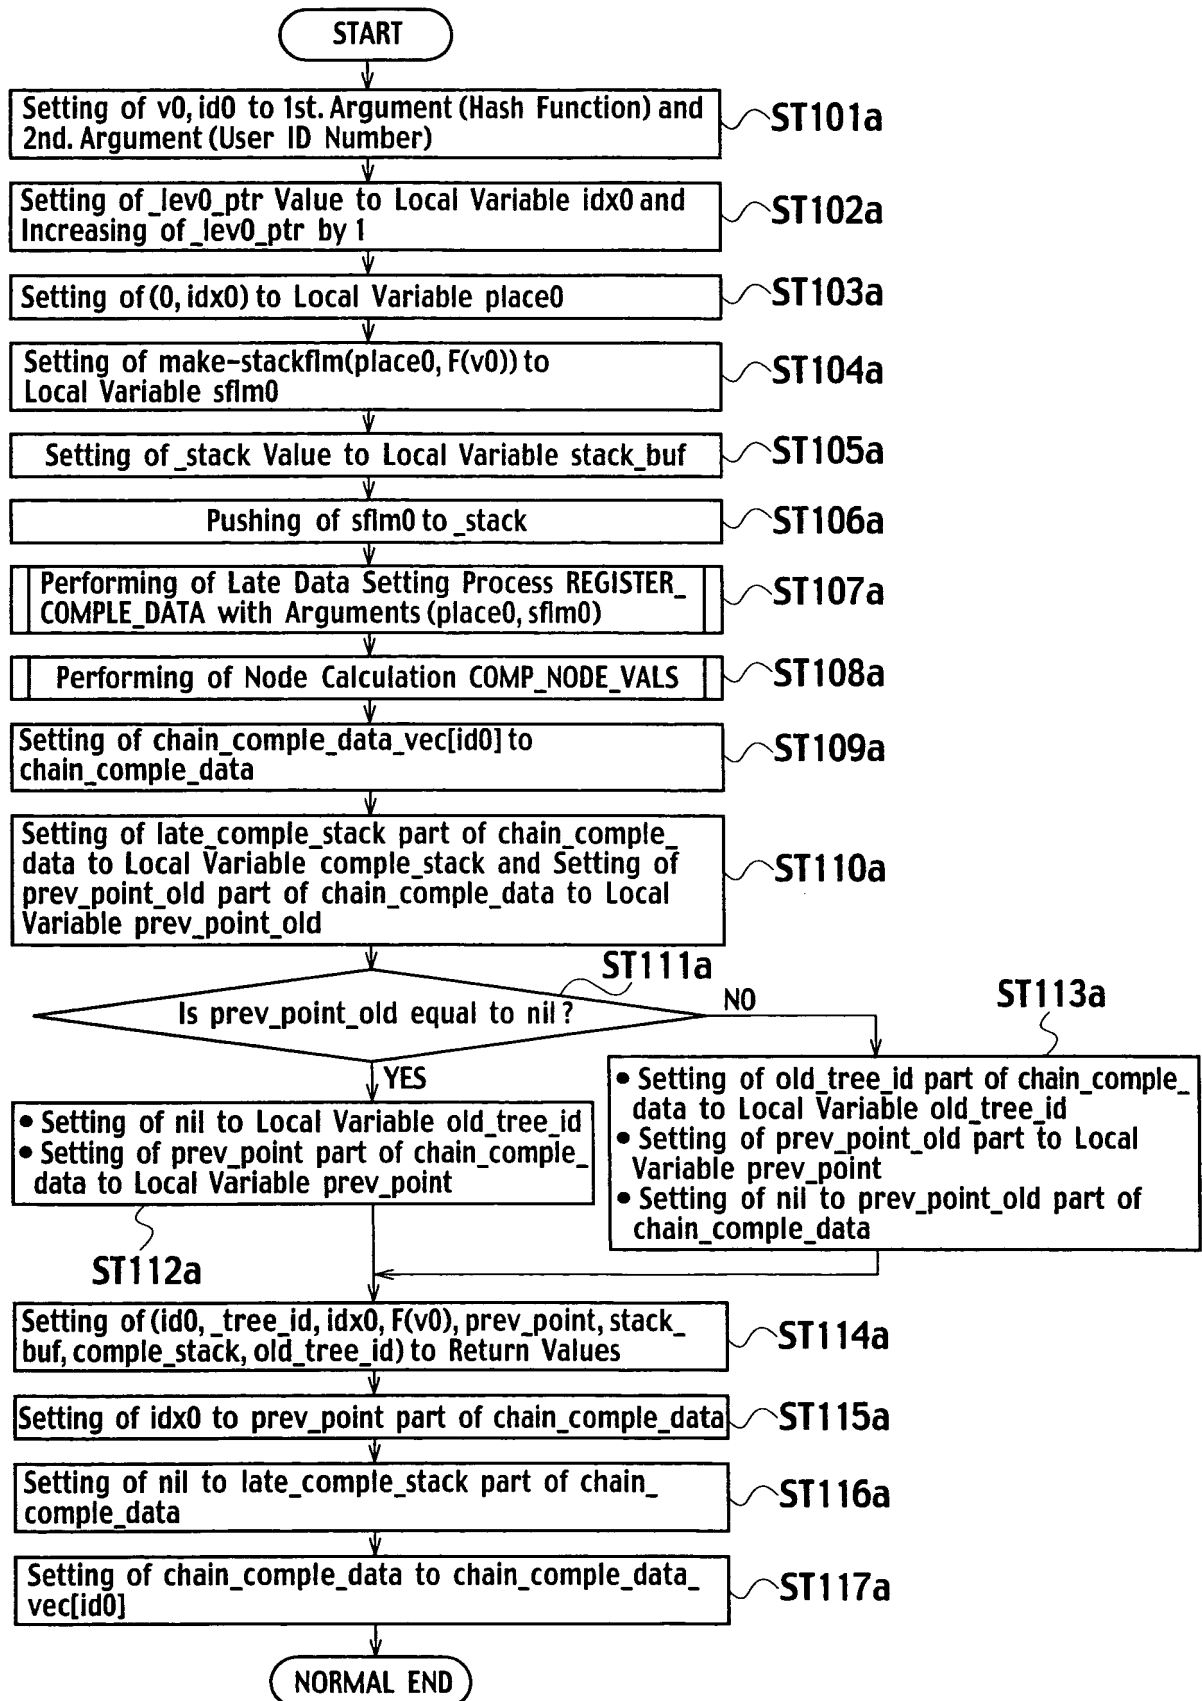 START
Setting of v0, id0 to 1st. Argument (Hash Function) and
2nd. Argument (User ID Number)
ST101a
Setting of _lev0_ptr Value to Local Variable idx0 and
Increasing of _lev0_ptr by 1
ST102a
Setting of (0, idx0) to Local Variable place0
ST103a
Setting of make-stackflm(place0, F(v0)) to
Local Variable sflm0
ST104a
Setting of _stack Value to Local Variable stack_buf
ST105a
Pushing of sflm0 to _stack
ST106a
Performing of Late Data Setting Process REGISTER_
COMPLE_DATA with Arguments (place0, sflm0)
ST107a
Performing of Node Calculation COMP_NODE_VALS
ST108a
Setting of chain_comple_data_vec[id0] to
chain_comple_data
ST109a
Setting of late_comple_stack part of chain_comple_
data to Local Variable comple_stack and Setting of
prev_point_old part of chain_comple_data to Local
Variable prev_point_old
ST110a
ST111a
Is prev_point_old equal to nil ?
NO
YES
ST113a
• Setting of nil to Local Variable old_tree_id
• Setting of prev_point part of chain_comple_
data to Local Variable prev_point
ST112a
• Setting of old_tree_id part of chain_comple_
data to Local Variable old_tree_id
• Setting of prev_point_old part to Local
Variable prev_point
• Setting of nil to prev_point_old part of
chain_comple_data
Setting of (id0, _tree_id, idx0, F(v0), prev_point, stack_
buf, comple_stack, old_tree_id) to Return Values
ST114a
Setting of idx0 to prev_point part of chain_comple_data
ST115a
Setting of nil to late_comple_stack part of chain_
comple_data
ST116a
Setting of chain_comple_data to chain_comple_data_
vec[id0]
ST117a
NORMAL END